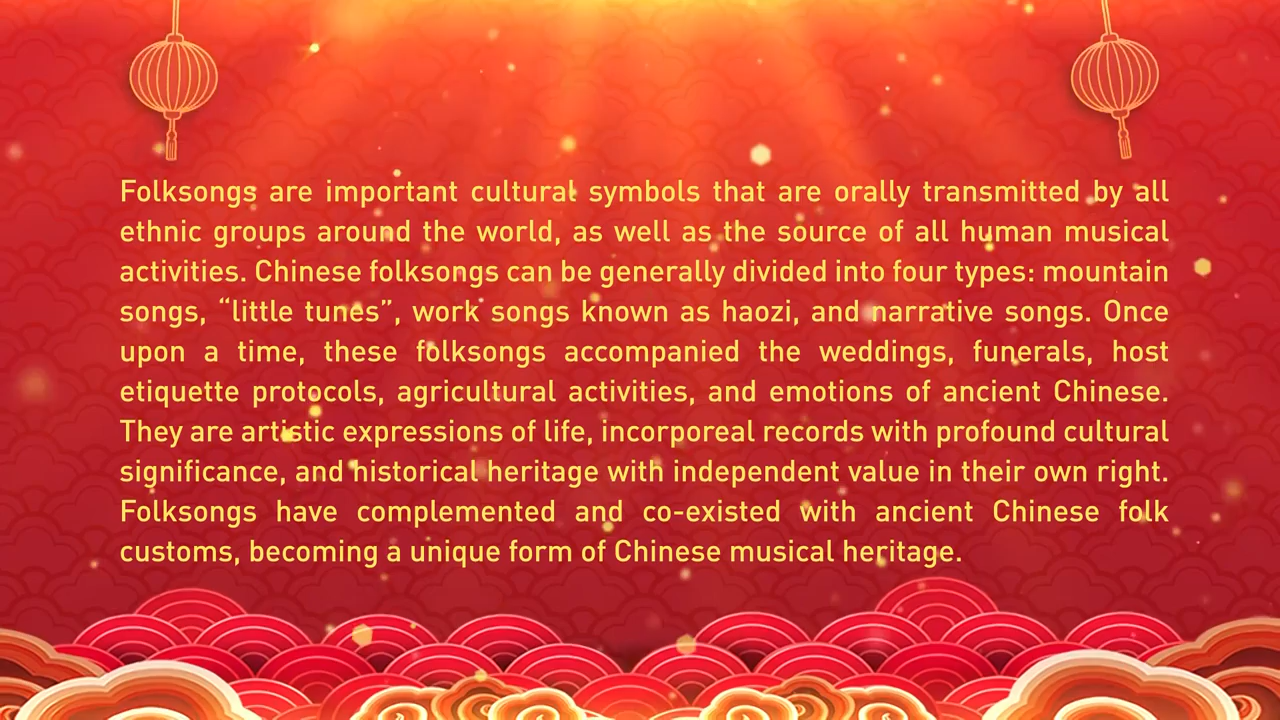 Folksongs are important cultural symbols that are orally transmitted by all
ethnic groups around the world, as well as the source of all human musical
activities. Chinese folksongs can be generally divided into four types: mountain
songs, “little tunes”, work songs known as haozi, and narrative songs. Once
upon a time, these folksongs accompanied the weddings, funerals, host
etiquette protocols, agricultural activities, and emotions of ancient Chinese.
They are artistic expressions of life, incorporeal records with profound cultural
significance, and historical heritage with independent value in their own right.
Folksongs have complemented and co-existed with ancient Chinese folk
customs, becoming a unique form of Chinese musical heritage.